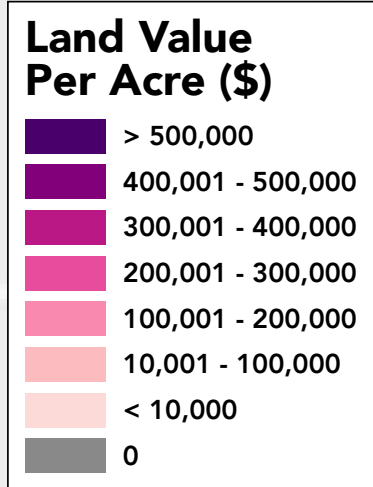 Land Value
Per Acre ($)
> 500,000
400,001 - 500,000
300,001 - 400,000
200,001 - 300,000
100,001 - 200,000
10,001 - 100,000
< 10,000
0